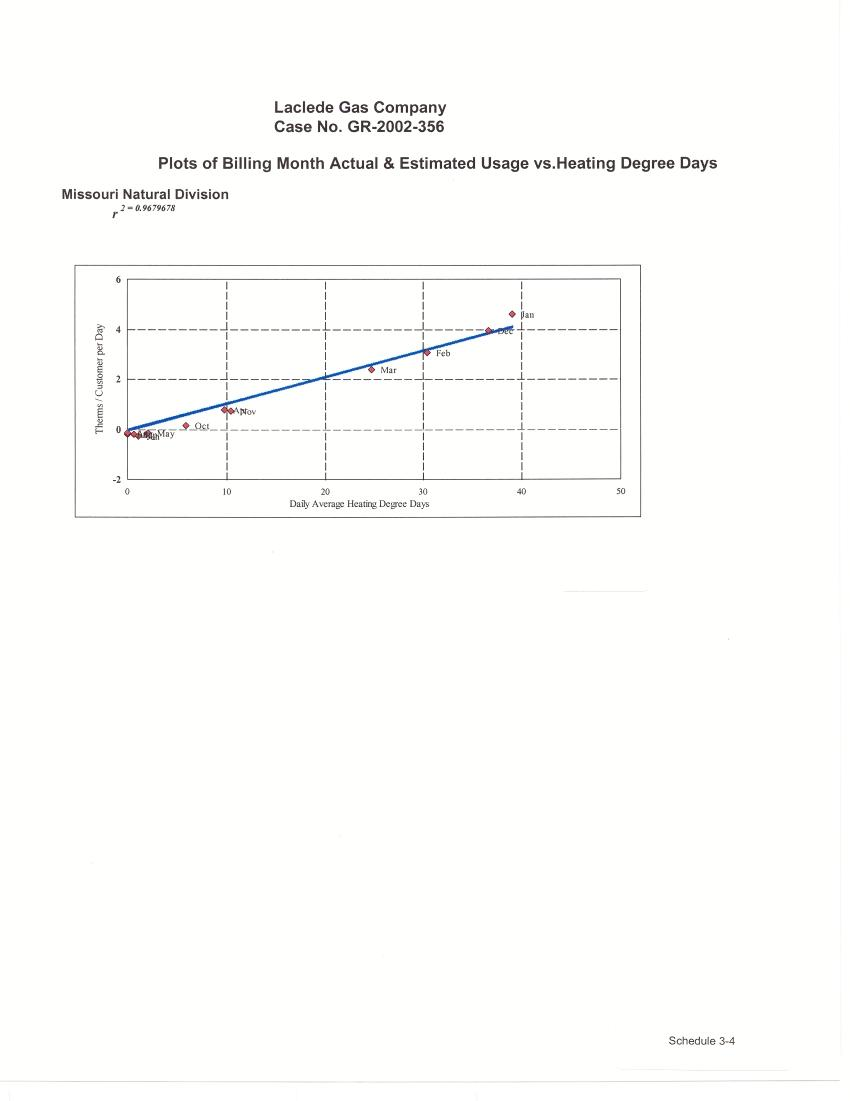 Laclede Gas Company
Case No. GR-2002-356
Plots of Billing Month Actual & Estimated Usage vs.Heating Degree Days
Missouri Natural Division
r 2 = 0.9679678
6
4
2
0
-2
Therms / Customer per Day
Jan
Dec
Feb
Mar
Nov
Oct
May
0
10
20
30
40
50
Daily Average Heating Degree Days
Schedule 3-4